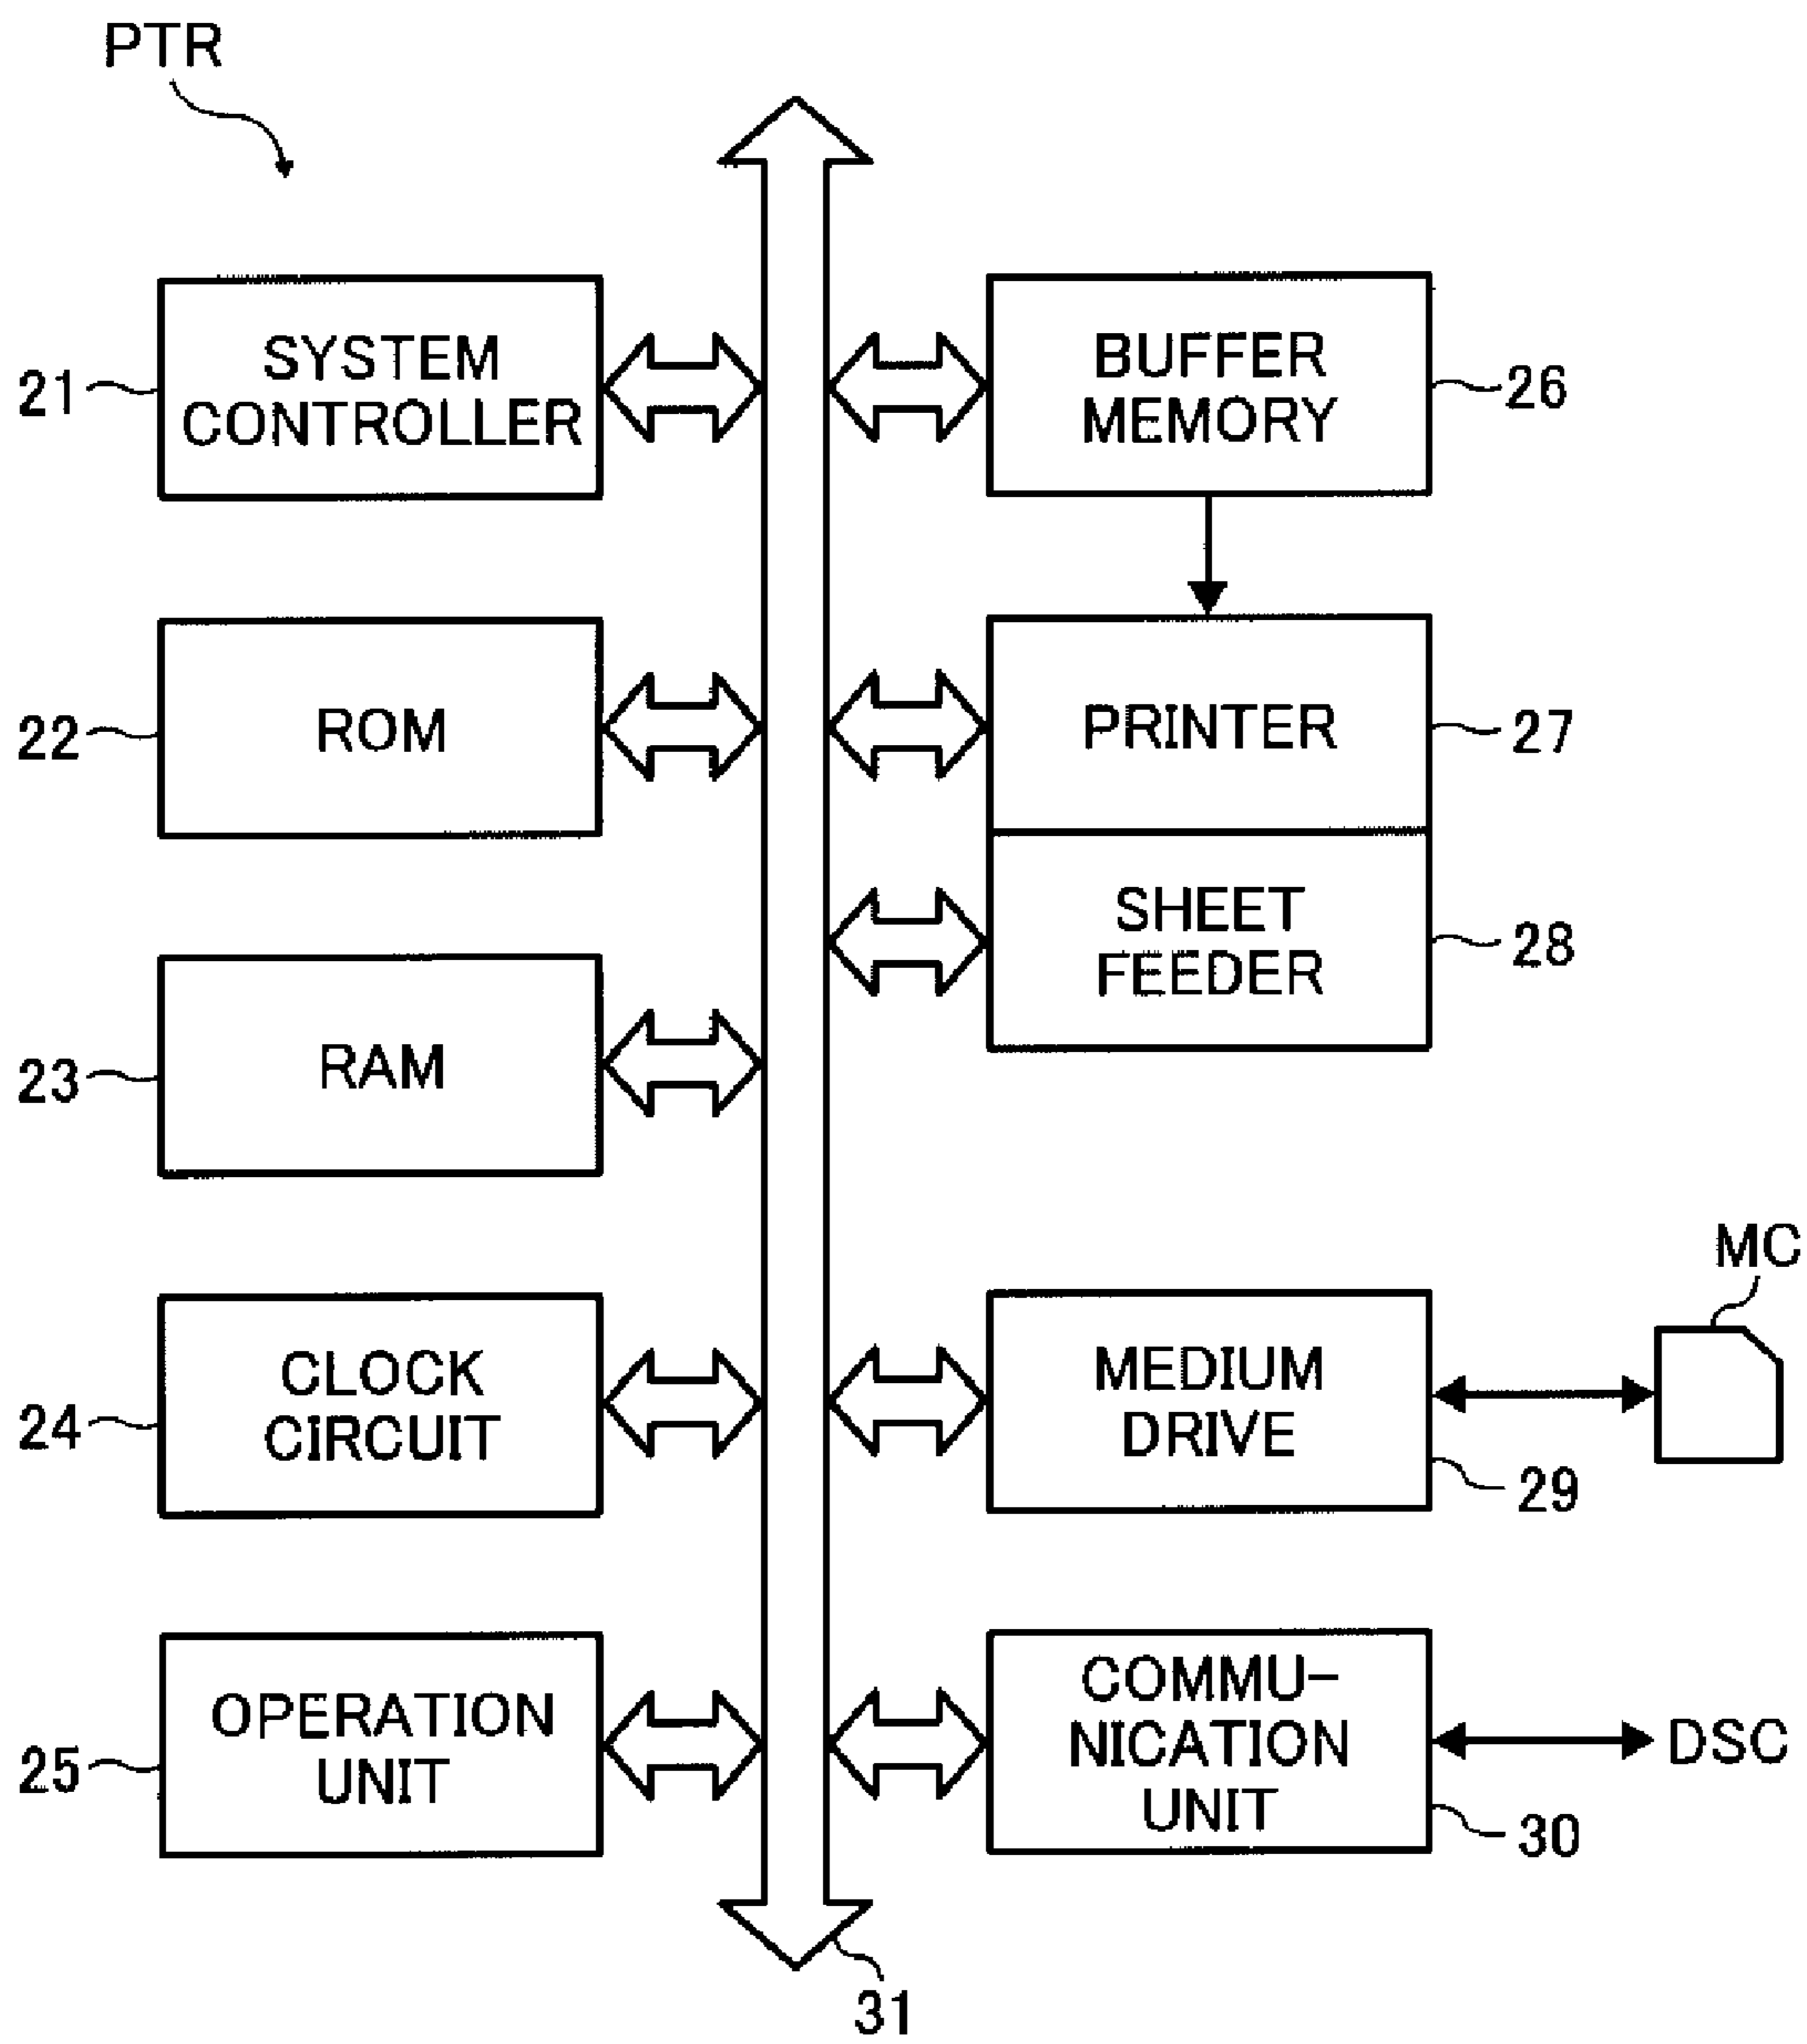 PTR
SYSTEM
CONTROLLER
21
BUFFER
MEMORY
26
ROM
22
PRINTER
27
SHEET
FEEDER
28
RAM
23
MC
CLOCK
CIRCUIT
24
MEDIUM
DRIVE
29
OPERATION
UNIT
25
COMMU-
NICATION
UNIT
DSC
30
31